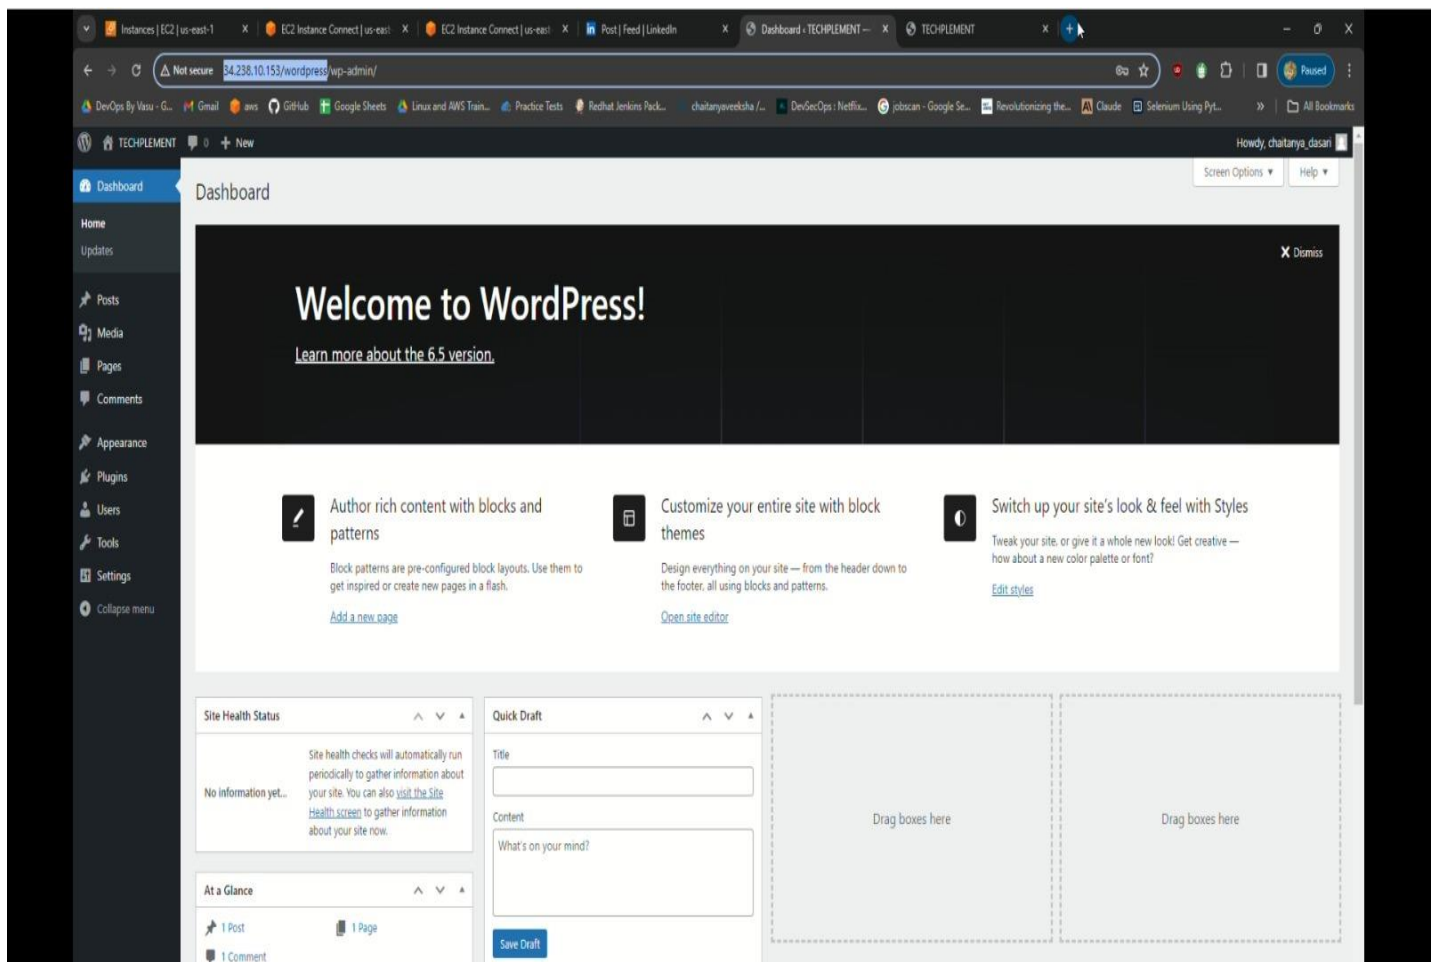 Instances | EC2 | us-east-1
EC2 Instance Connect | us-east
EC2 Instance Connect | us-east
Post | Feed | LinkedIn
Dashboard ‹ TECHPLEMENT —
TECHPLEMENT
Not secure 34.238.10.153/wordpress/wp-admin/
Paused
DevOps By Vasu - G...
Gmail
aws
GitHub
Google Sheets
Linux and AWS Train...
Practice Tests
Redhat Jenkins Pack...
chaitanyaveeksha /...
DevSecOps : Netflix...
jobscan - Google Se...
Revolutionizing the...
Claude
Selenium Using Pyt...
»
All Bookmarks
TECHPLEMENT
0
+ New
Howdy, chaitanya_dasari
Screen Options ▼
Help ▼
Dashboard
Home
Updates
Posts
Media
Pages
Comments
Appearance
Plugins
Users
Tools
Settings
Collapse menu
Dashboard
Dismiss
Welcome to WordPress!
Learn more about the 6.5 version.
Author rich content with blocks and
patterns
Block patterns are pre-configured block layouts. Use them to
get inspired or create new pages in a flash.
Add a new page
Customize your entire site with block
themes
Design everything on your site — from the header down to
the footer, all using blocks and patterns.
Open site editor
Switch up your site's look & feel with Styles
Tweak your site, or give it a whole new look! Get creative —
how about a new color palette or font?
Edit styles
Site Health Status
No information yet...
Site health checks will automatically run
periodically to gather information about
your site. You can also visit the Site
Health screen to gather information
about your site now.
At a Glance
1 Post
1 Page
1 Comment
Quick Draft
Title
Content
What's on your mind?
Save Draft
Drag boxes here
Drag boxes here